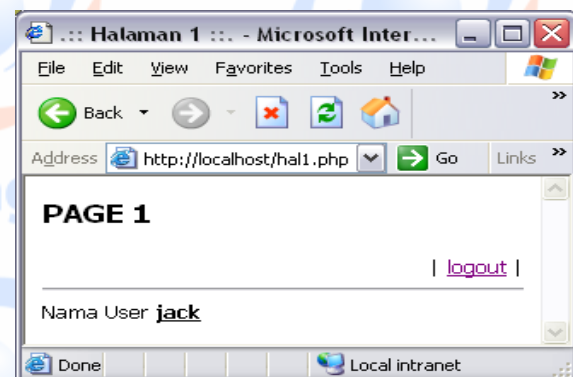 .:: Halaman 1 ::. - Microsoft Inter...
File Edit View Favorites Tools Help
Back
Address http://localhost/hal1.php Go Links
PAGE 1
| logout |
Nama User jack
Done Local intranet